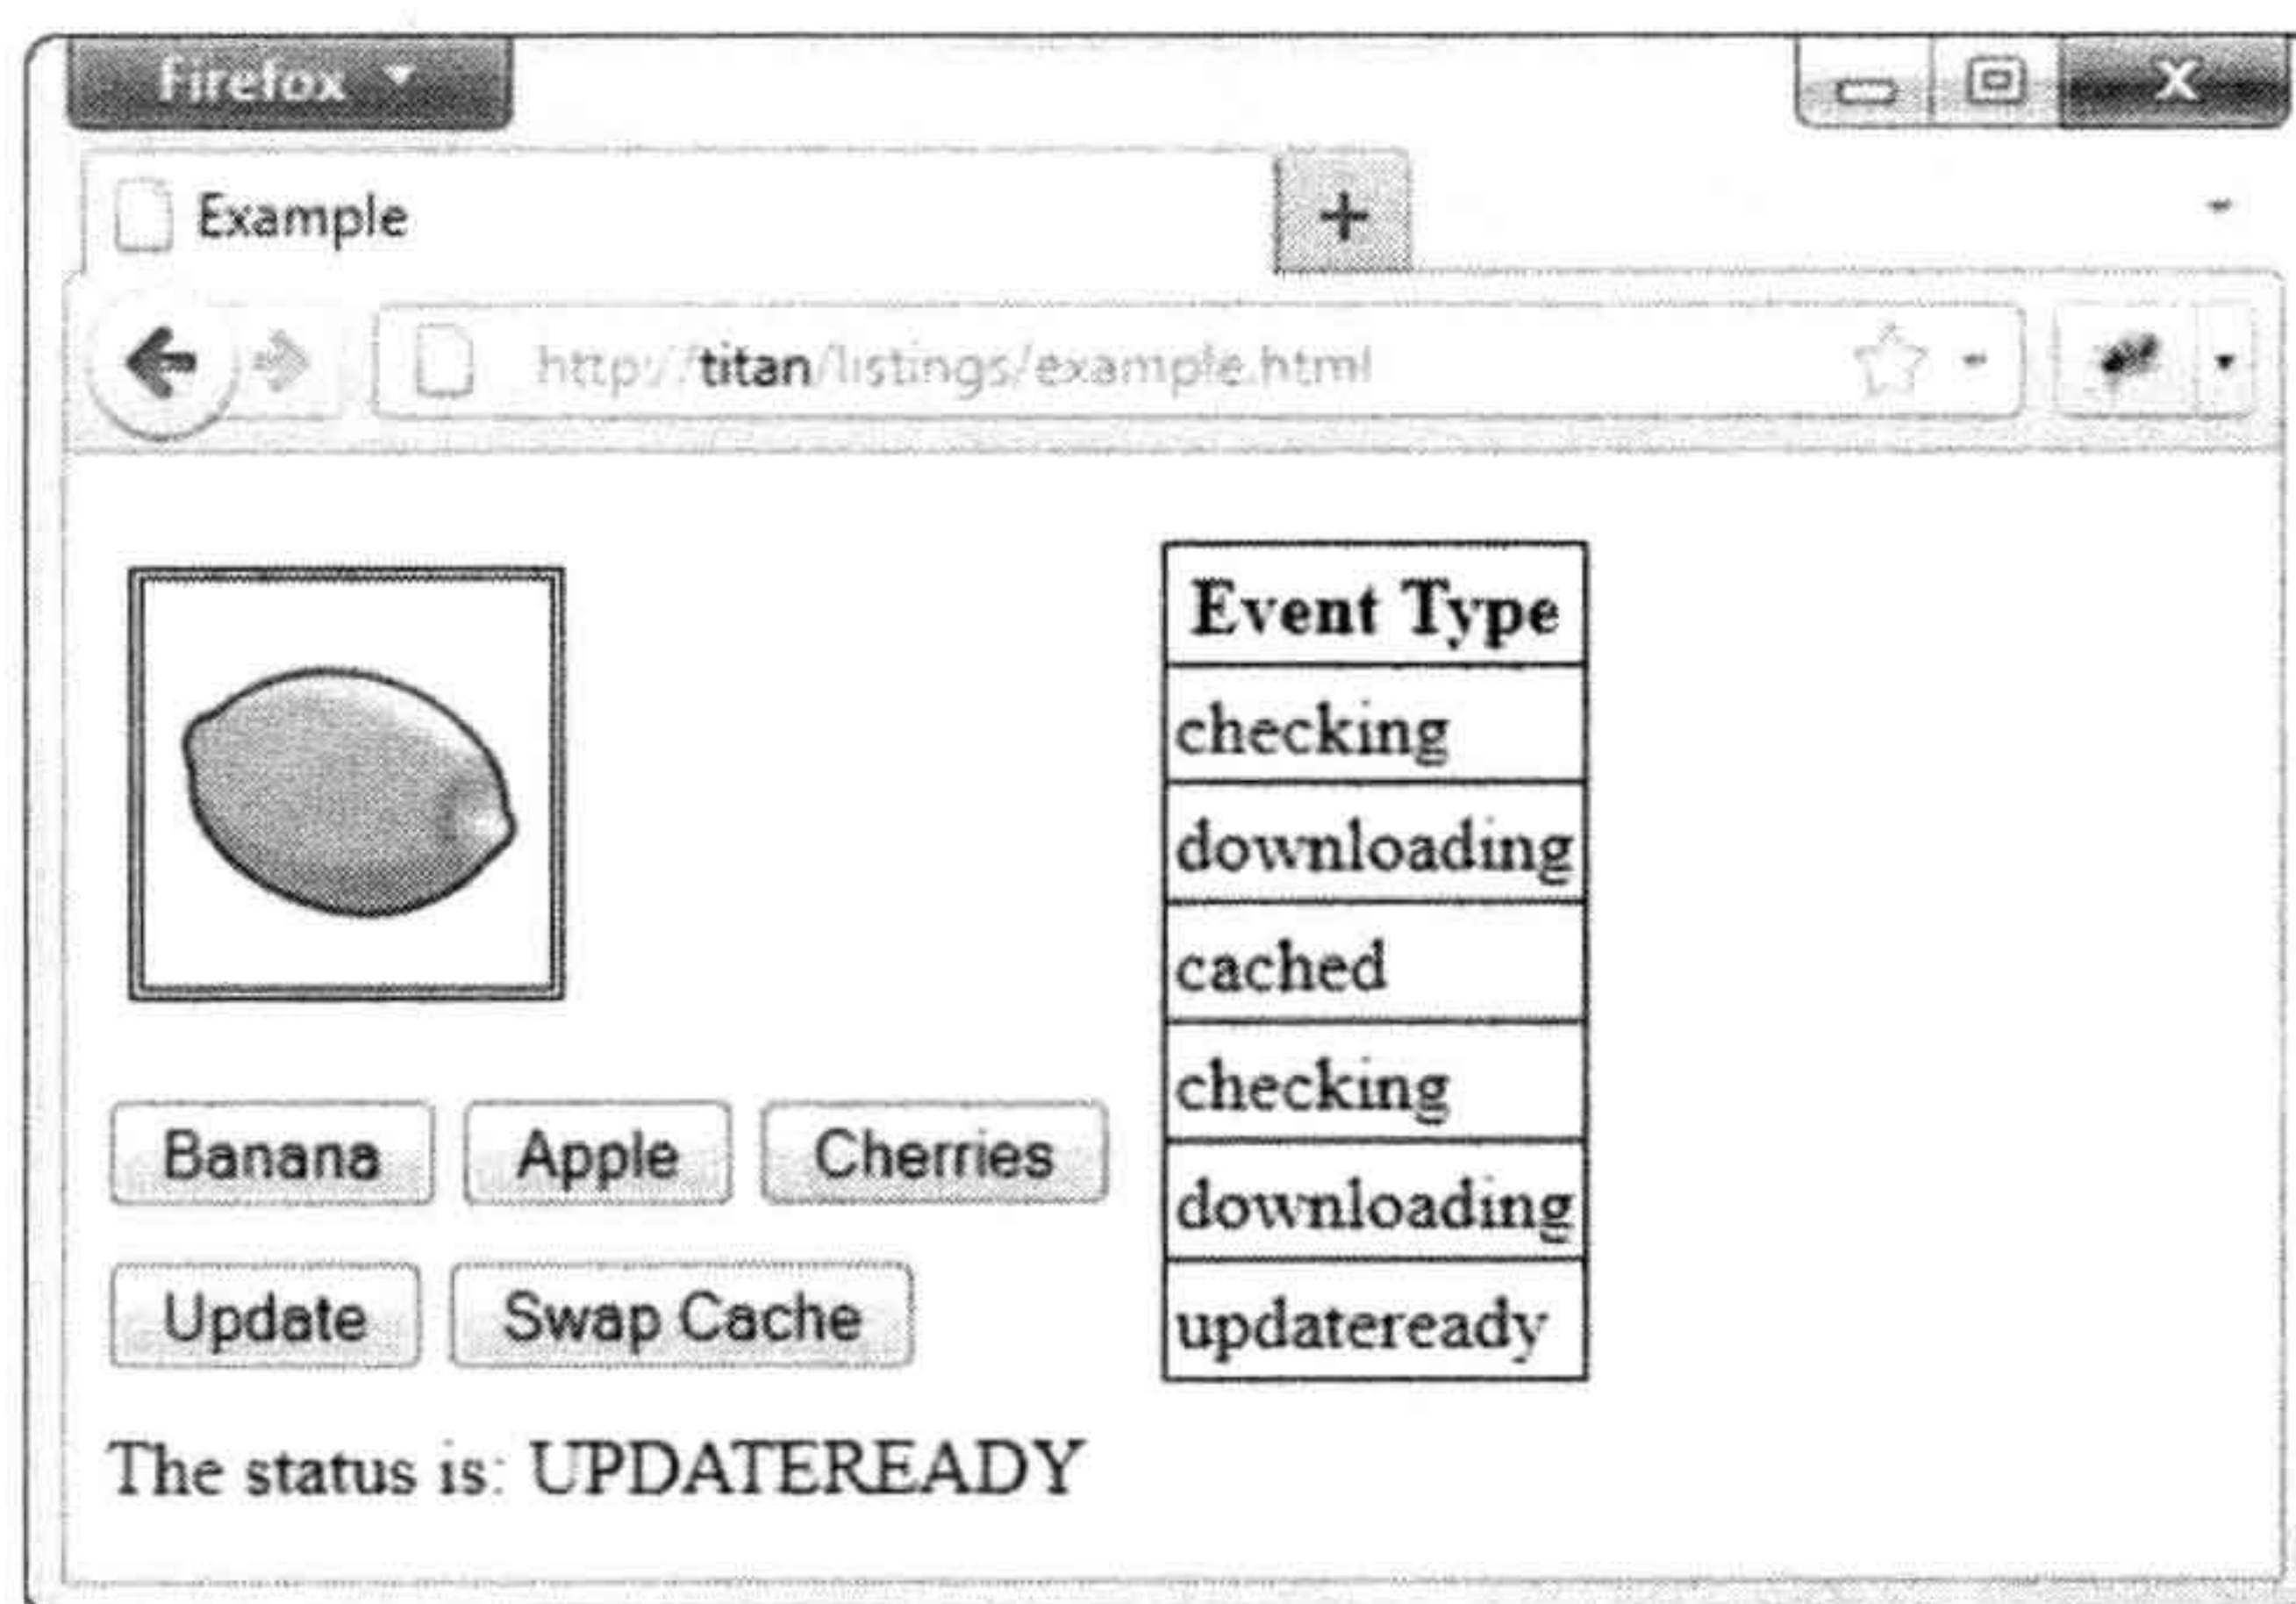 Firefox
Example
http://titan/listings/example.html
Event Type
checking
downloading
cached
checking
downloading
updateready
Banana Apple Cherries
Update Swap Cache
The status is: UPDATEREADY